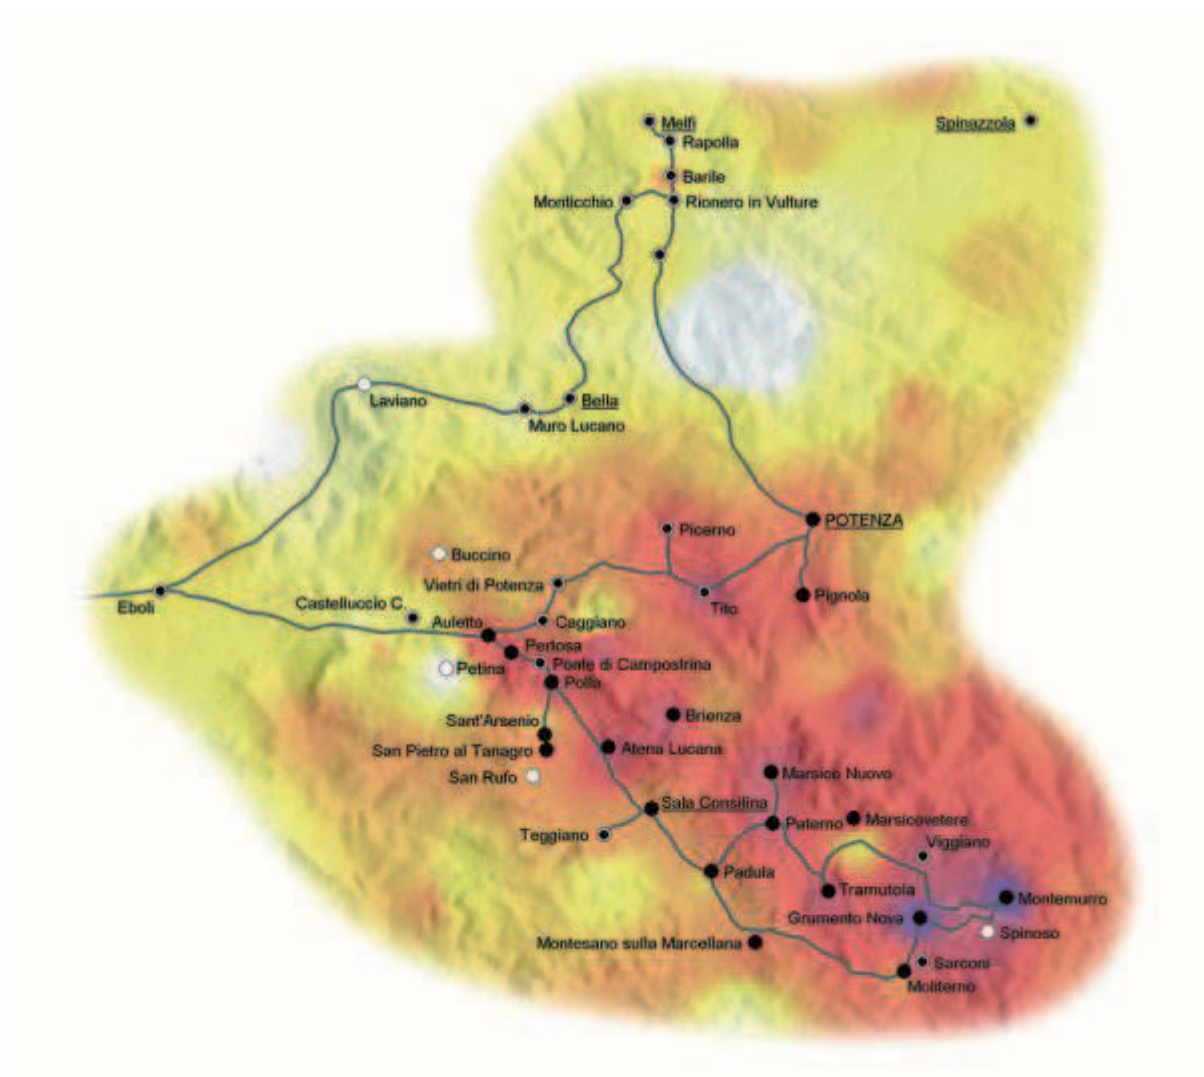 Melfi
Spinazzola
Rapolla
Barile
Monticchio
Rionero in Vulture
Laviano
Bella
Muro Lucano
POTENZA
Picerno
Buccino
Vietri di Potenza
Pignola
Eboli
Castelluccio C.
Tito
Auletta
Caggiano
Pertosa
Petina
Ponte di Campostrina
Polla
Brienza
Sant'Arsenio
San Pietro al Tanagro
Atena Lucana
San Rufo
Marsico Nuovo
Sala Consilina
Paterno
Marsicovetere
Teggiano
Viggiano
Padula
Tramutola
Montemurro
Grumento Nova
Spinoso
Montesano sulla Marcellana
Sarconi
Moliterno